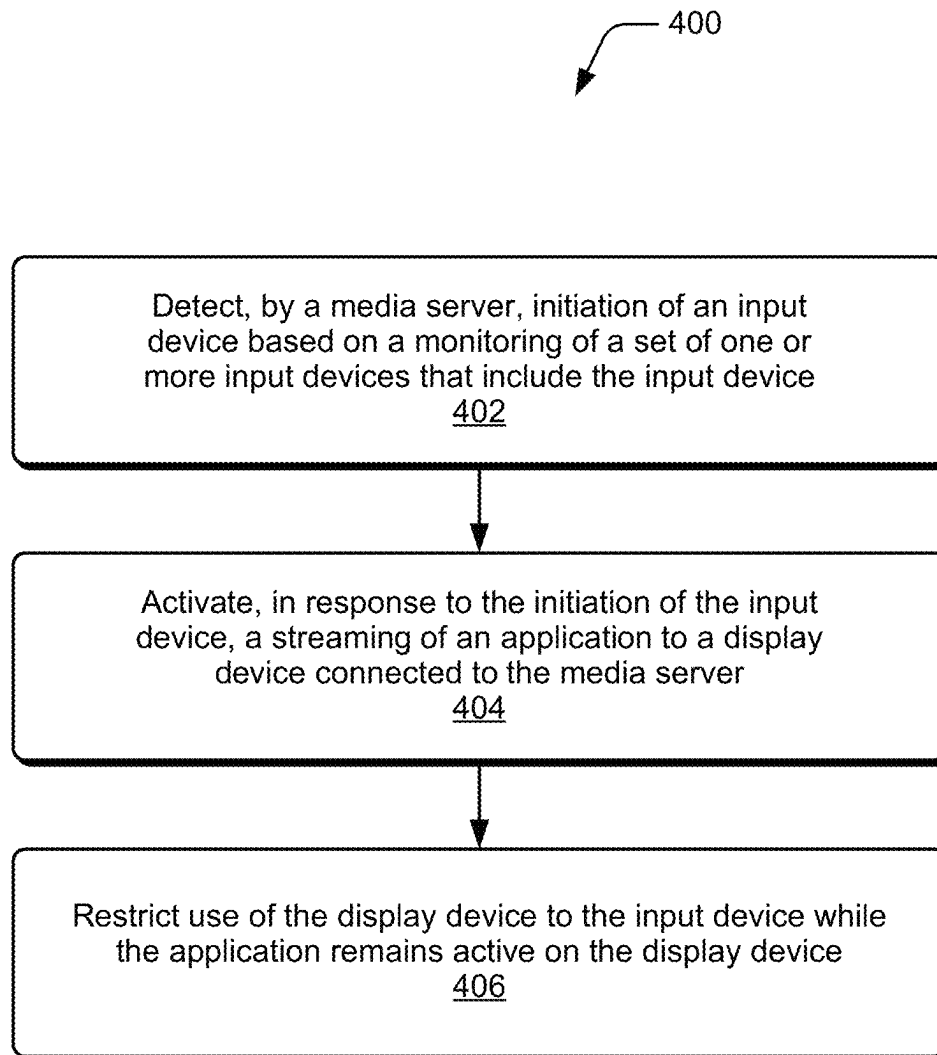 400
Detect, by a media server, initiation of an input
device based on a monitoring of a set of one or
more input devices that include the input device
402
Activate, in response to the initiation of the input
device, a streaming of an application to a display
device connected to the media server
404
Restrict use of the display device to the input device while
the application remains active on the display device
406